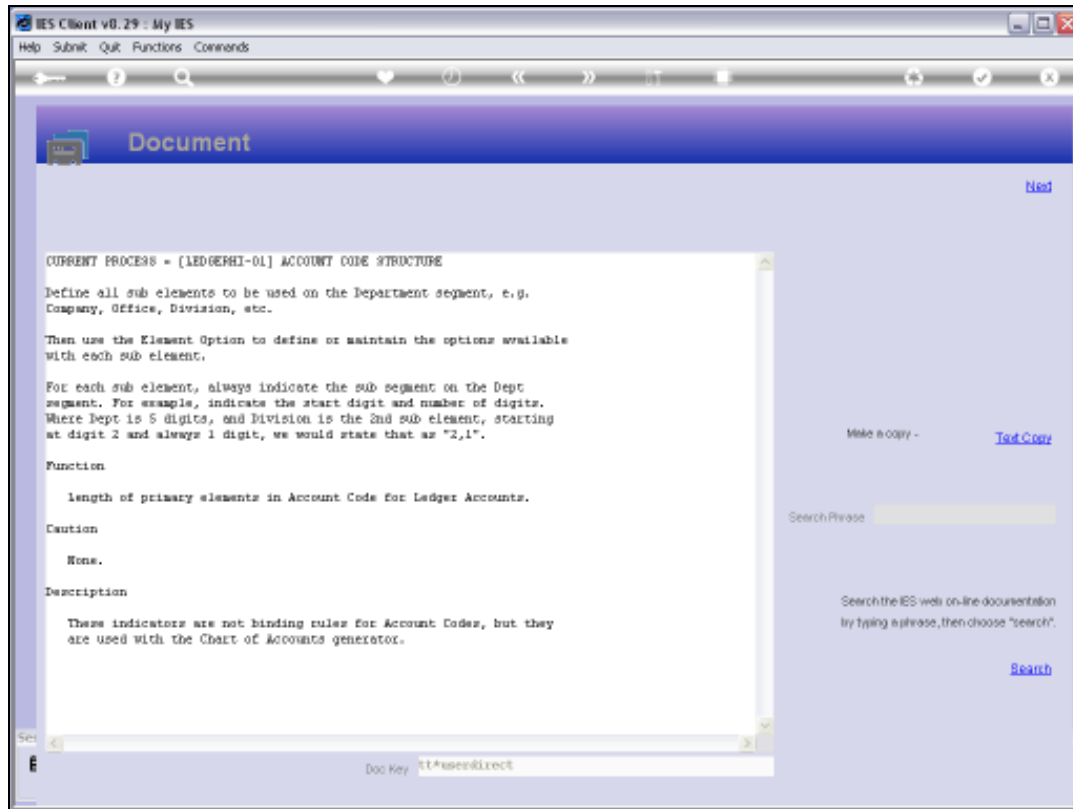 IES Client v8.29 : My IES
Help Submit Quit Functions Commands
Document
Next
CURRENT PROCESS = [LEDGERHI-01] ACCOUNT CODE STRUCTURE
Define all sub elements to be used on the Department segment, e.g.
Company, Office, Division, etc.
Then use the Element Option to define or maintain the options available
with each sub element.
For each sub element, always indicate the sub segment on the Dept
segment. For example, indicate the start digit and number of digits.
Where Dept is 5 digits, and Division is the 2nd sub element, starting
at digit 2 and always 1 digit, we would state that as "2,1".
Make a copy -
Text Copy
Function
Length of primary elements in Account Code for Ledger Accounts.
Search Phrase
Caution
None.
Description
Search the IES web on-line documentation
by typing a phrase, then choose "search".
These indicators are not binding rules for Account Codes, but they
are used with the Chart of Accounts generator.
Search
Doc Key tt*userdirect